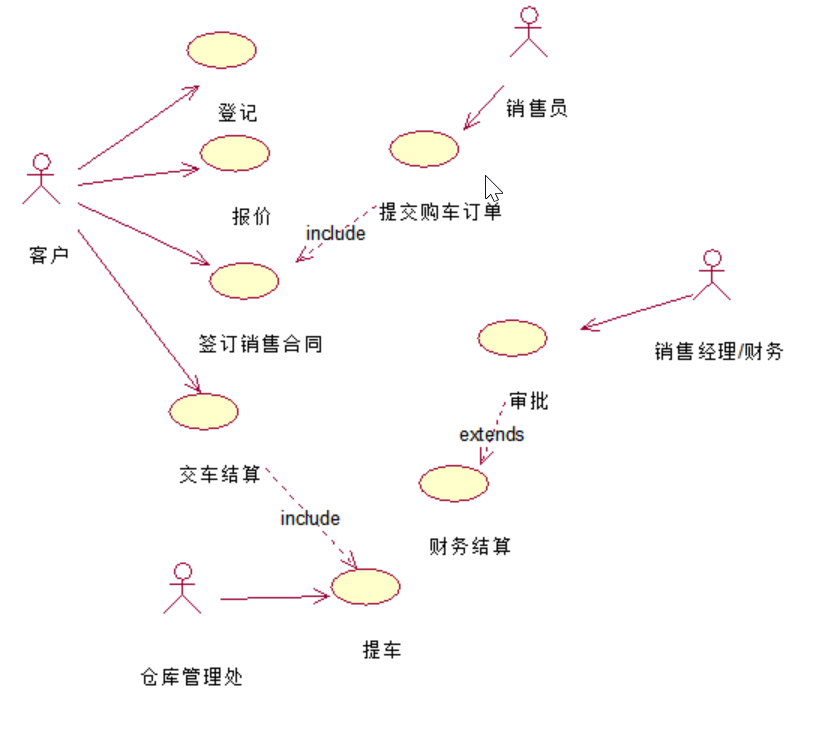 登记
销售员
提交购车订单
报价
include
客户
签订销售合同
销售经理/财务
审批
extends
交车结算
include
财务结算
提车
仓库管理处